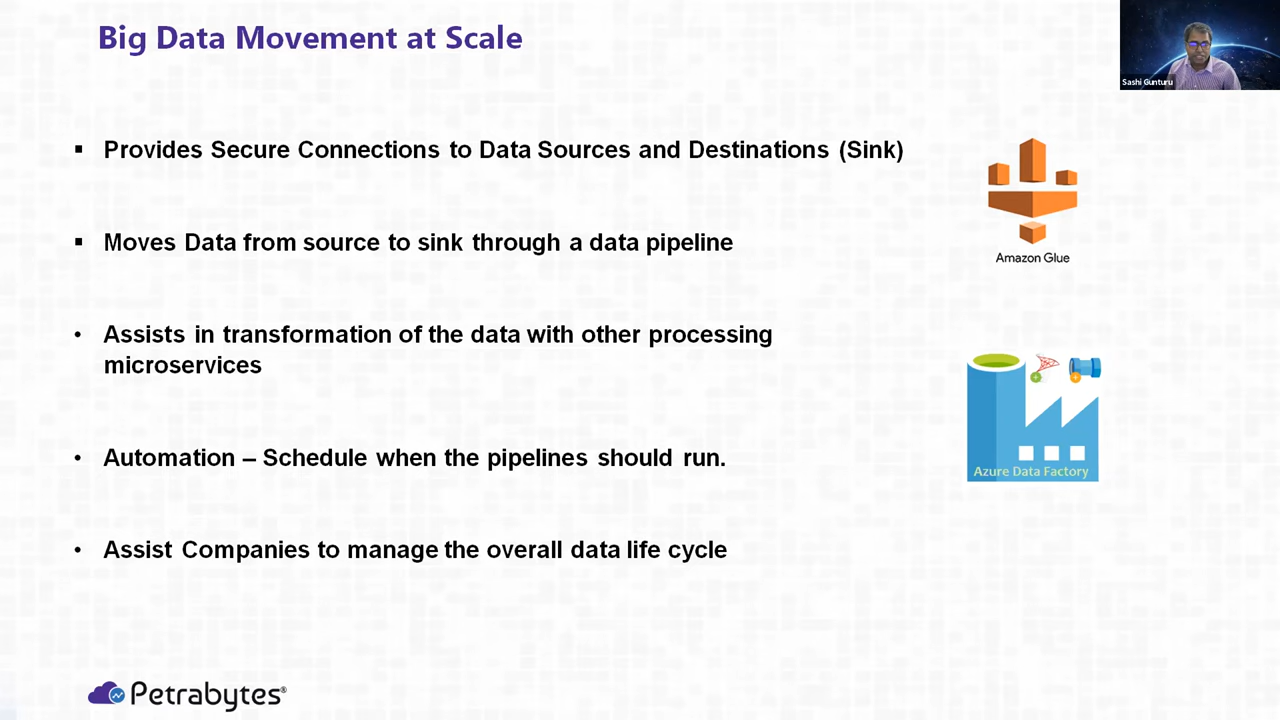 Big Data Movement at Scale
Sashi Gunturu
▪ Provides Secure Connections to Data Sources and Destinations (Sink)
▪ Moves Data from source to sink through a data pipeline
• Assists in transformation of the data with other processing
microservices
• Automation – Schedule when the pipelines should run.
• Assist Companies to manage the overall data life cycle
Amazon Glue
Azure Data Factory
Petrabytes®